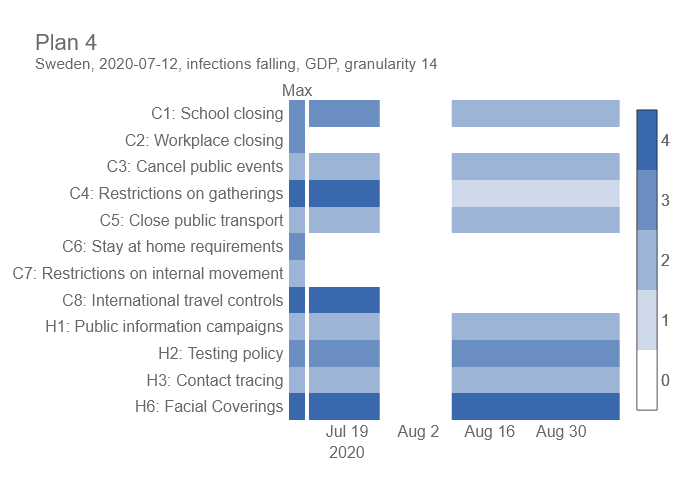 Plan 4
Sweden, 2020-07-12, infections falling, GDP, granularity 14
Max
C1: School closing
C2: Workplace closing
C3: Cancel public events
C4: Restrictions on gatherings
C5: Close public transport
C6: Stay at home requirements
C7: Restrictions on internal movement
C8: International travel controls
H1: Public information campaigns
H2: Testing policy
H3: Contact tracing
H6: Facial Coverings
Jul 19 Aug 2 Aug 16 Aug 30
2020
4
3
2
1
0